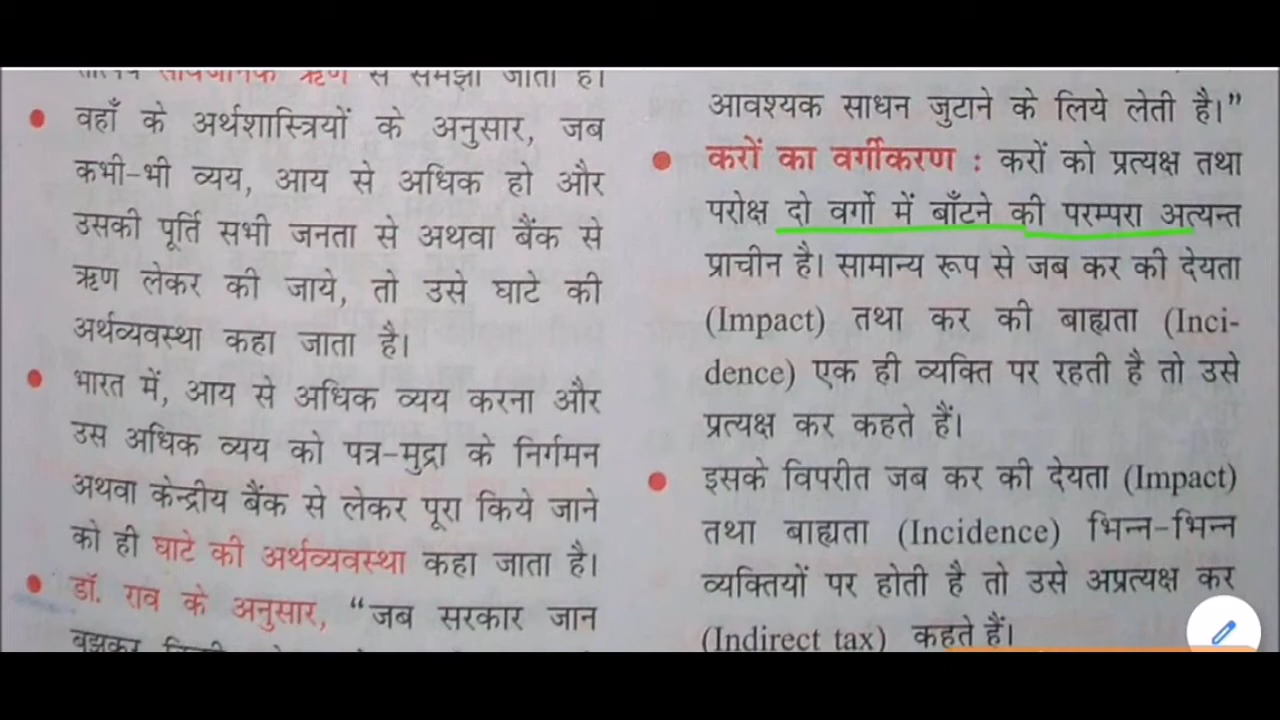 सार्वजनिक ऋण से समझा जाता है।
वहाँ के अर्थशास्त्रियों के अनुसार, जब
कभी-भी व्यय, आय से अधिक हो और
उसकी पूर्ति सभी जनता से अथवा बैंक से
ऋण लेकर की जाये, तो उसे घाटे की
अर्थव्यवस्था कहा जाता है।
भारत में, आय से अधिक व्यय करना और
उस अधिक व्यय को पत्र-मुद्रा के निर्गमन
अथवा केन्द्रीय बैंक से लेकर पूरा किये जाने
को ही घाटे की अर्थव्यवस्था कहा जाता है।
डॉ. राव के अनुसार, “जब सरकार जान
बूझकर
आवश्यक साधन जुटाने के लिये लेती है।”
करों का वर्गीकरण : करों को प्रत्यक्ष तथा
परोक्ष दो वर्गो में बाँटने की परम्परा अत्यन्त
प्राचीन है। सामान्य रूप से जब कर की देयता
(Impact) तथा कर की बाह्यता (Inci-
dence) एक ही व्यक्ति पर रहती है तो उसे
प्रत्यक्ष कर कहते हैं।
इसके विपरीत जब कर की देयता (Impact)
तथा बाह्यता (Incidence) भिन्न-भिन्न
व्यक्तियों पर होती है तो उसे अप्रत्यक्ष कर
(Indirect tax) कहते हैं।